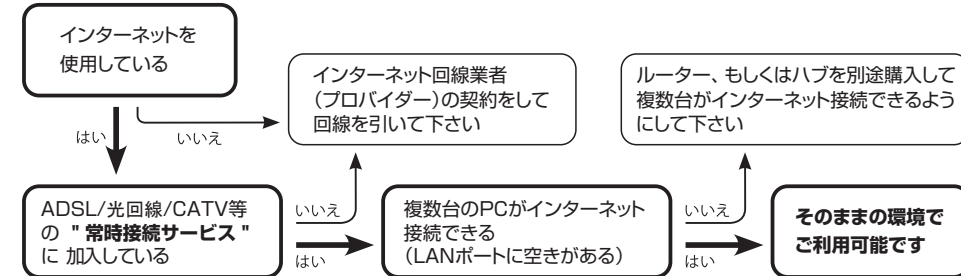 インターネットを
使用している
はい
いいえ
インターネット回線業者
（プロバイダー）の契約をして
回線を引いて下さい
ルーター、もしくはハブを別途購入して
複数台がインターネット接続できるよう
にして下さい
ADSL/光回線/CATV等
の " 常時接続サービス "
に 加入している
いいえ
はい
複数台のPCがインターネット
接続できる
（LANポートに空きがある）
いいえ
はい
そのままの環境で
ご利用可能です